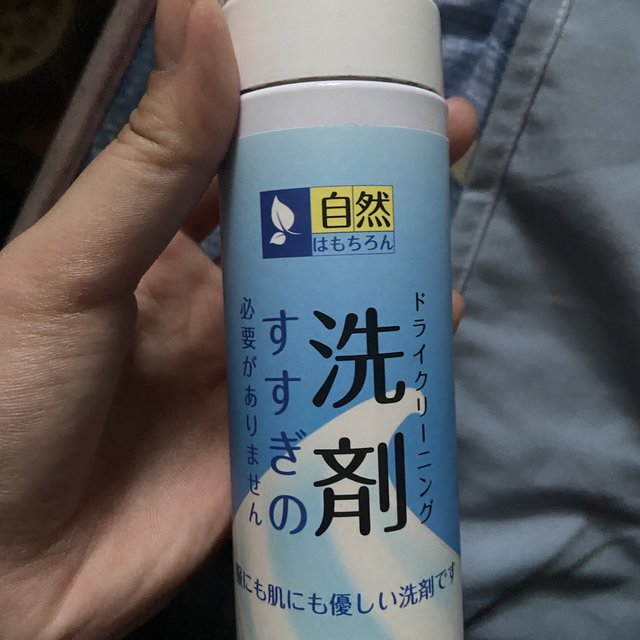 自然
はもちろん
ドライクリーニング
洗剤
すすぎの
必要がありません
服にも肌にも優しい洗剤です